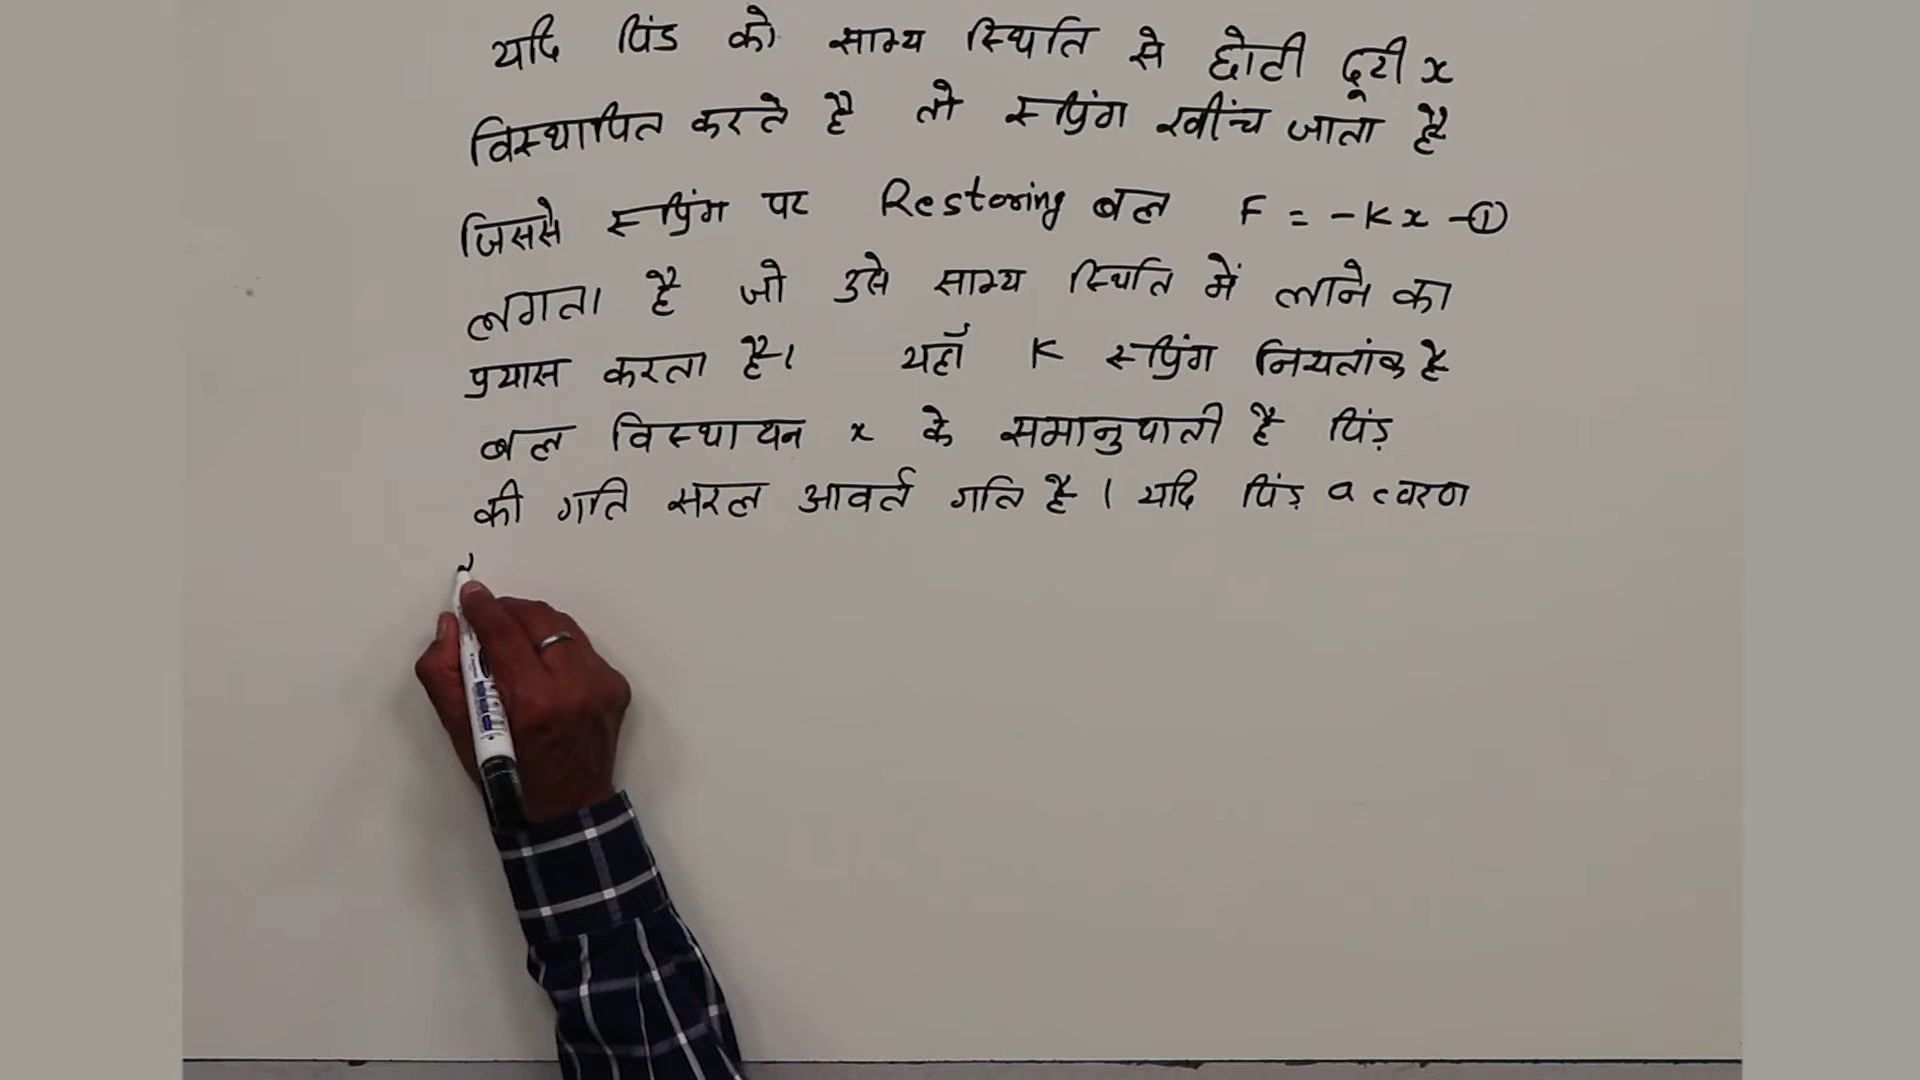 यदि पिंड को साम्य स्थिति से छोटी दूरी x
विस्थापित करते है तो स्प्रिंग खींच जाता है
जिससे स्प्रिंग पर Restoring बल F = -Kx -①
लगता है जो उसे साम्य स्थिति में लाने का
प्रयास करता है। यहाँ K स्प्रिंग नियतांक है
बल विस्थापन x के समानुपाती है पिंड़
की गति सरल आवर्त गति है। यदि पिंड़ a त्वरण